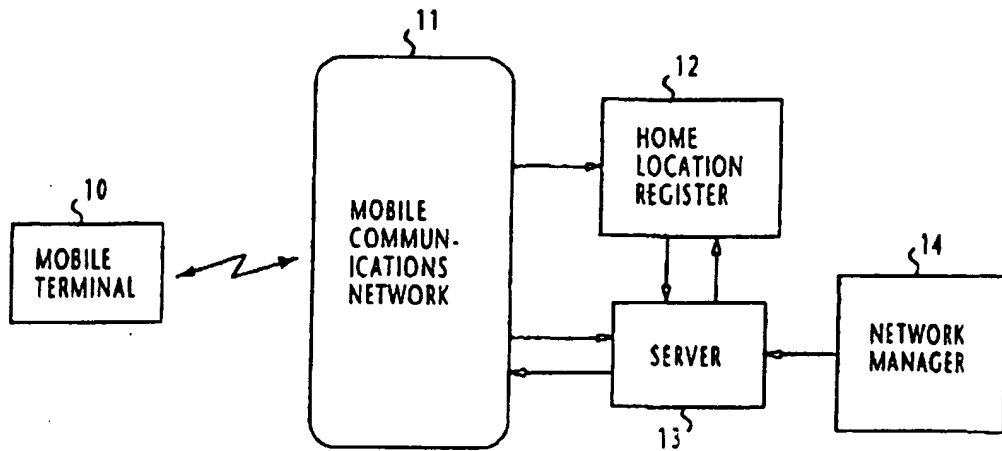 11
12
HOME
LOCATION
REGISTER
10
MOBILE
TERMINAL
MOBILE
COMMUN-
ICATIONS
NETWORK
14
SERVER
NETWORK
MANAGER
13